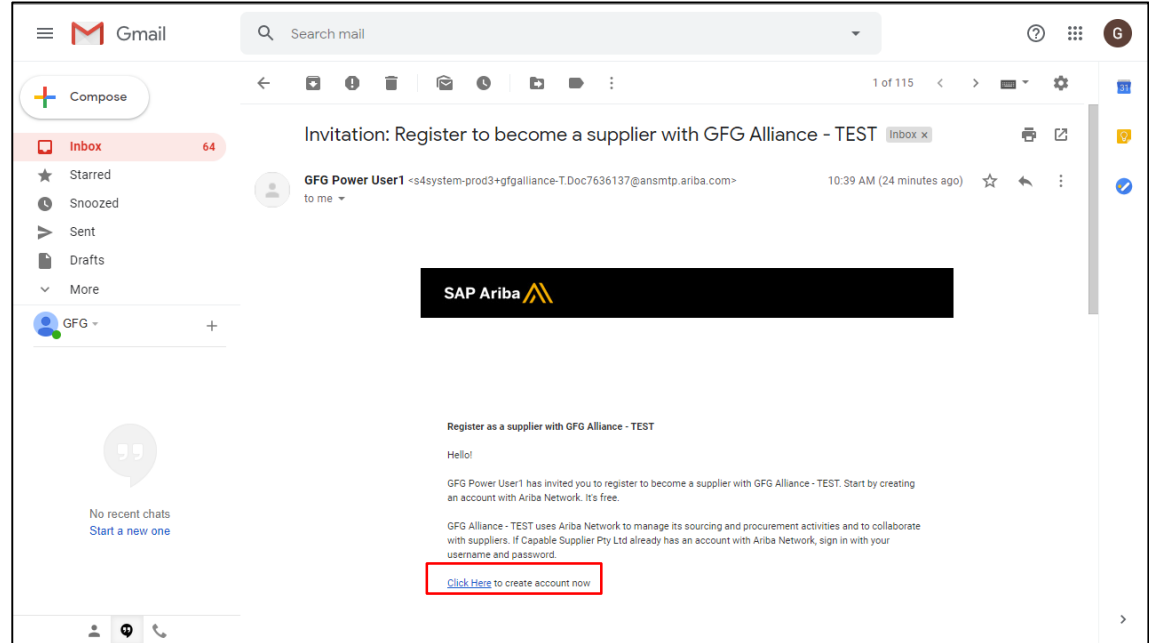 Gmail
Search mail
G
Compose
1 of 115
31
Invitation: Register to become a supplier with GFG Alliance - TEST Inbox x
Inbox 64
Starred
Snoozed
Sent
Drafts
More
GFG Power User1 <s4system-prod3+gfgalliance-T.Doc7636137@ansmtp.ariba.com> 10:39 AM (24 minutes ago)
to me
GFG
SAP Ariba
Register as a supplier with GFG Alliance - TEST
Hello!
GFG Power User1 has invited you to register to become a supplier with GFG Alliance - TEST. Start by creating
an account with Ariba Network. It's free.
GFG Alliance - TEST uses Ariba Network to manage its sourcing and procurement activities and to collaborate
with suppliers. If Capable Supplier Pty Ltd already has an account with Ariba Network, sign in with your
username and password.
Click Here to create account now
No recent chats
Start a new one